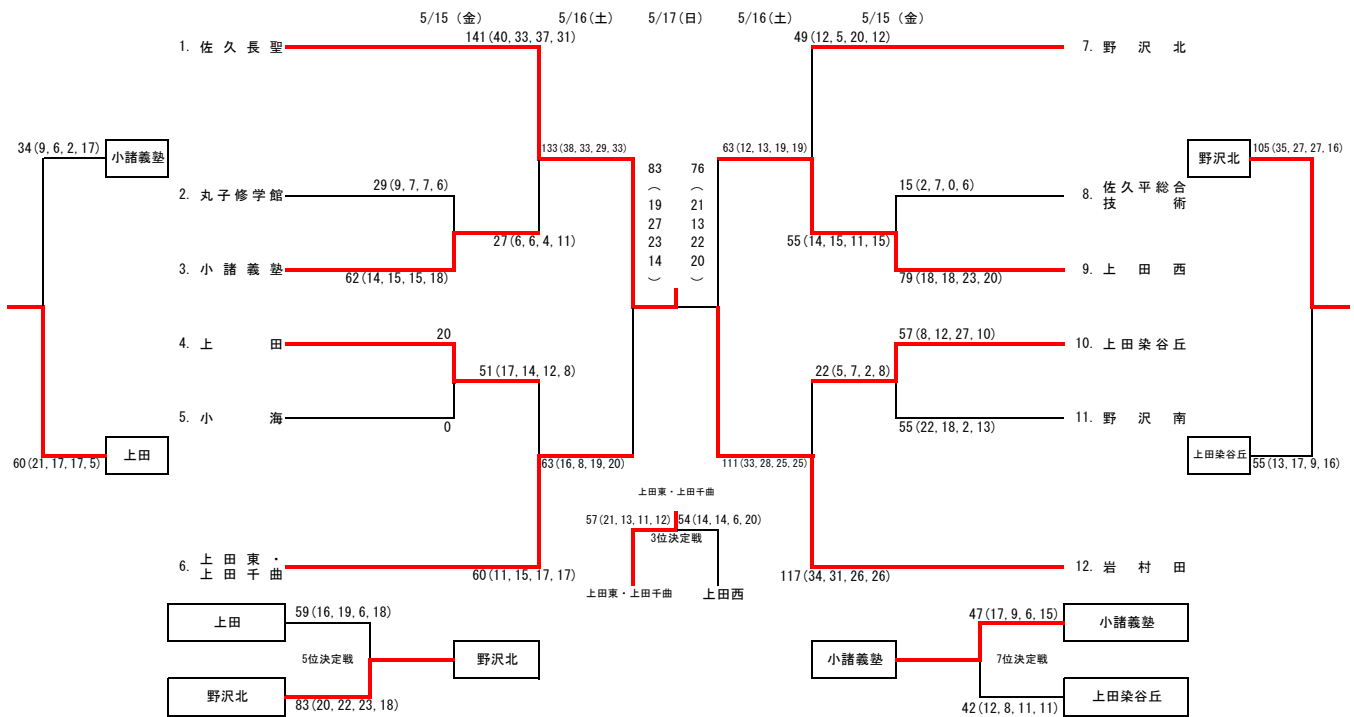 5/15 (金) 5/16(土) 5/17(日) 5/16(土) 5/15 (金)
141(40, 33, 37, 31) 49(12, 5, 20, 12)
1. 佐久長聖 7. 野沢北
34(9, 6, 2, 17) 133(38, 33, 29, 33) 63(12, 13, 19, 19) 105(35, 27, 27, 16)
小諸義塾 野沢北
83(19 27 23 14) 76(21 13 22 20)
29(9, 7, 7, 6) 15(2, 7, 0, 6)
2. 丸子修学館 8. 佐久平総合
技術
27(6, 6, 4, 11) 55(14, 15, 11, 15)
3. 小諸義塾 9. 上田西
62(14, 15, 15, 18) 79(18, 18, 23, 20)
20 57(8, 12, 27, 10)
4. 上田 10. 上田染谷丘
51(17, 14, 12, 8) 22(5, 7, 2, 8)
5. 小海 11. 野沢南
0 55(22, 18, 2, 13)
上田 上田染谷丘
60(21, 17, 17, 5) 63(16, 8, 19, 20) 111(33, 28, 25, 25) 55(13, 17, 9, 16)
上田東・上田千曲
57(21, 13, 11, 12) 54(14, 14, 6, 20)
3位決定戦
6. 上田東・
上田千曲
12. 岩村田
60(11, 15, 17, 17) 117(34, 31, 26, 26)
上田東・上田千曲 上田西
59(16, 19, 6, 18) 47(17, 9, 6, 15)
上田 小諸義塾
5位決定戦 野沢北 小諸義塾 7位決定戦
野沢北 上田染谷丘
83(20, 22, 23, 18) 42(12, 8, 11, 11)